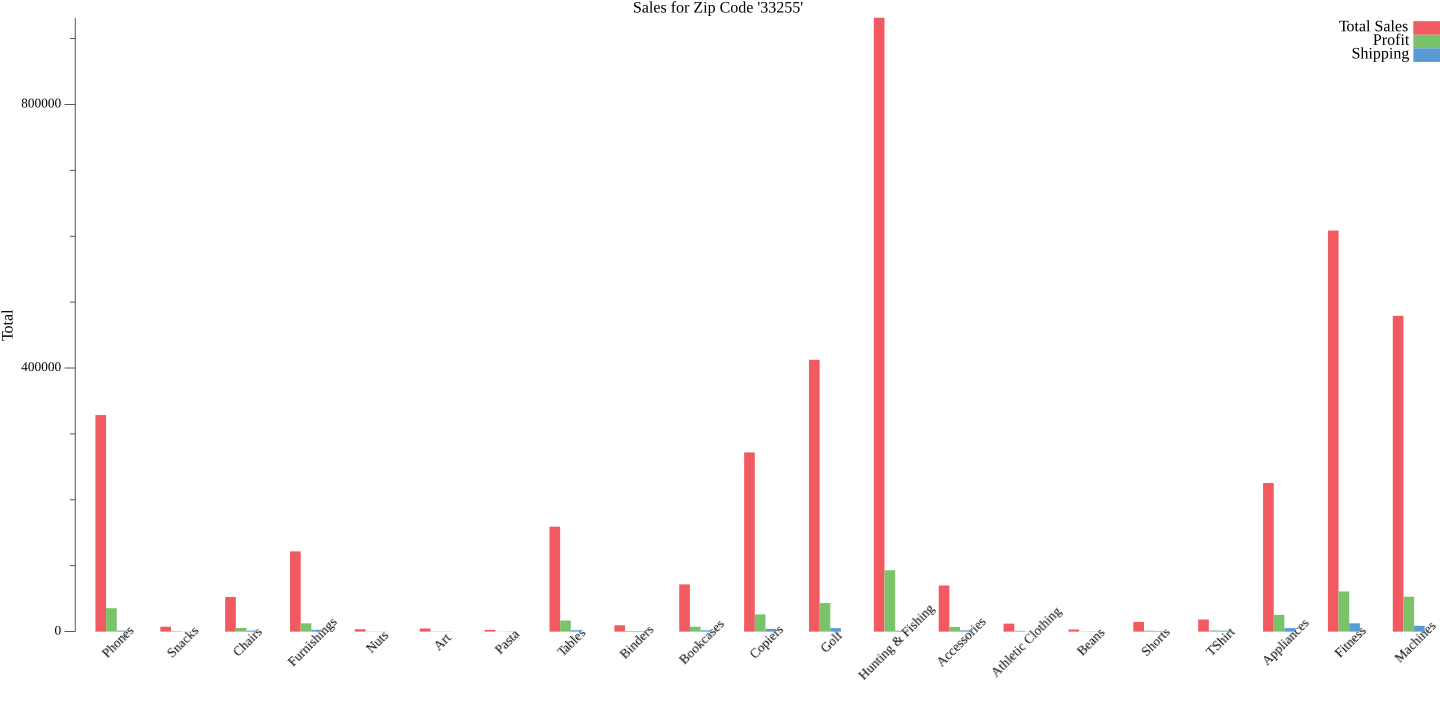 Sales for Zip Code '33255'
Total Sales
Profit
Shipping
Total
800000
400000
0
Phones
Snacks
Chairs
Furnishings
Nuts
Art
Pasta
Tables
Binders
Bookcases
Copiers
Golf
Hunting & Fishing
Accessories
Athletic Clothing
Beans
Shorts
TShirt
Appliances
Fitness
Machines